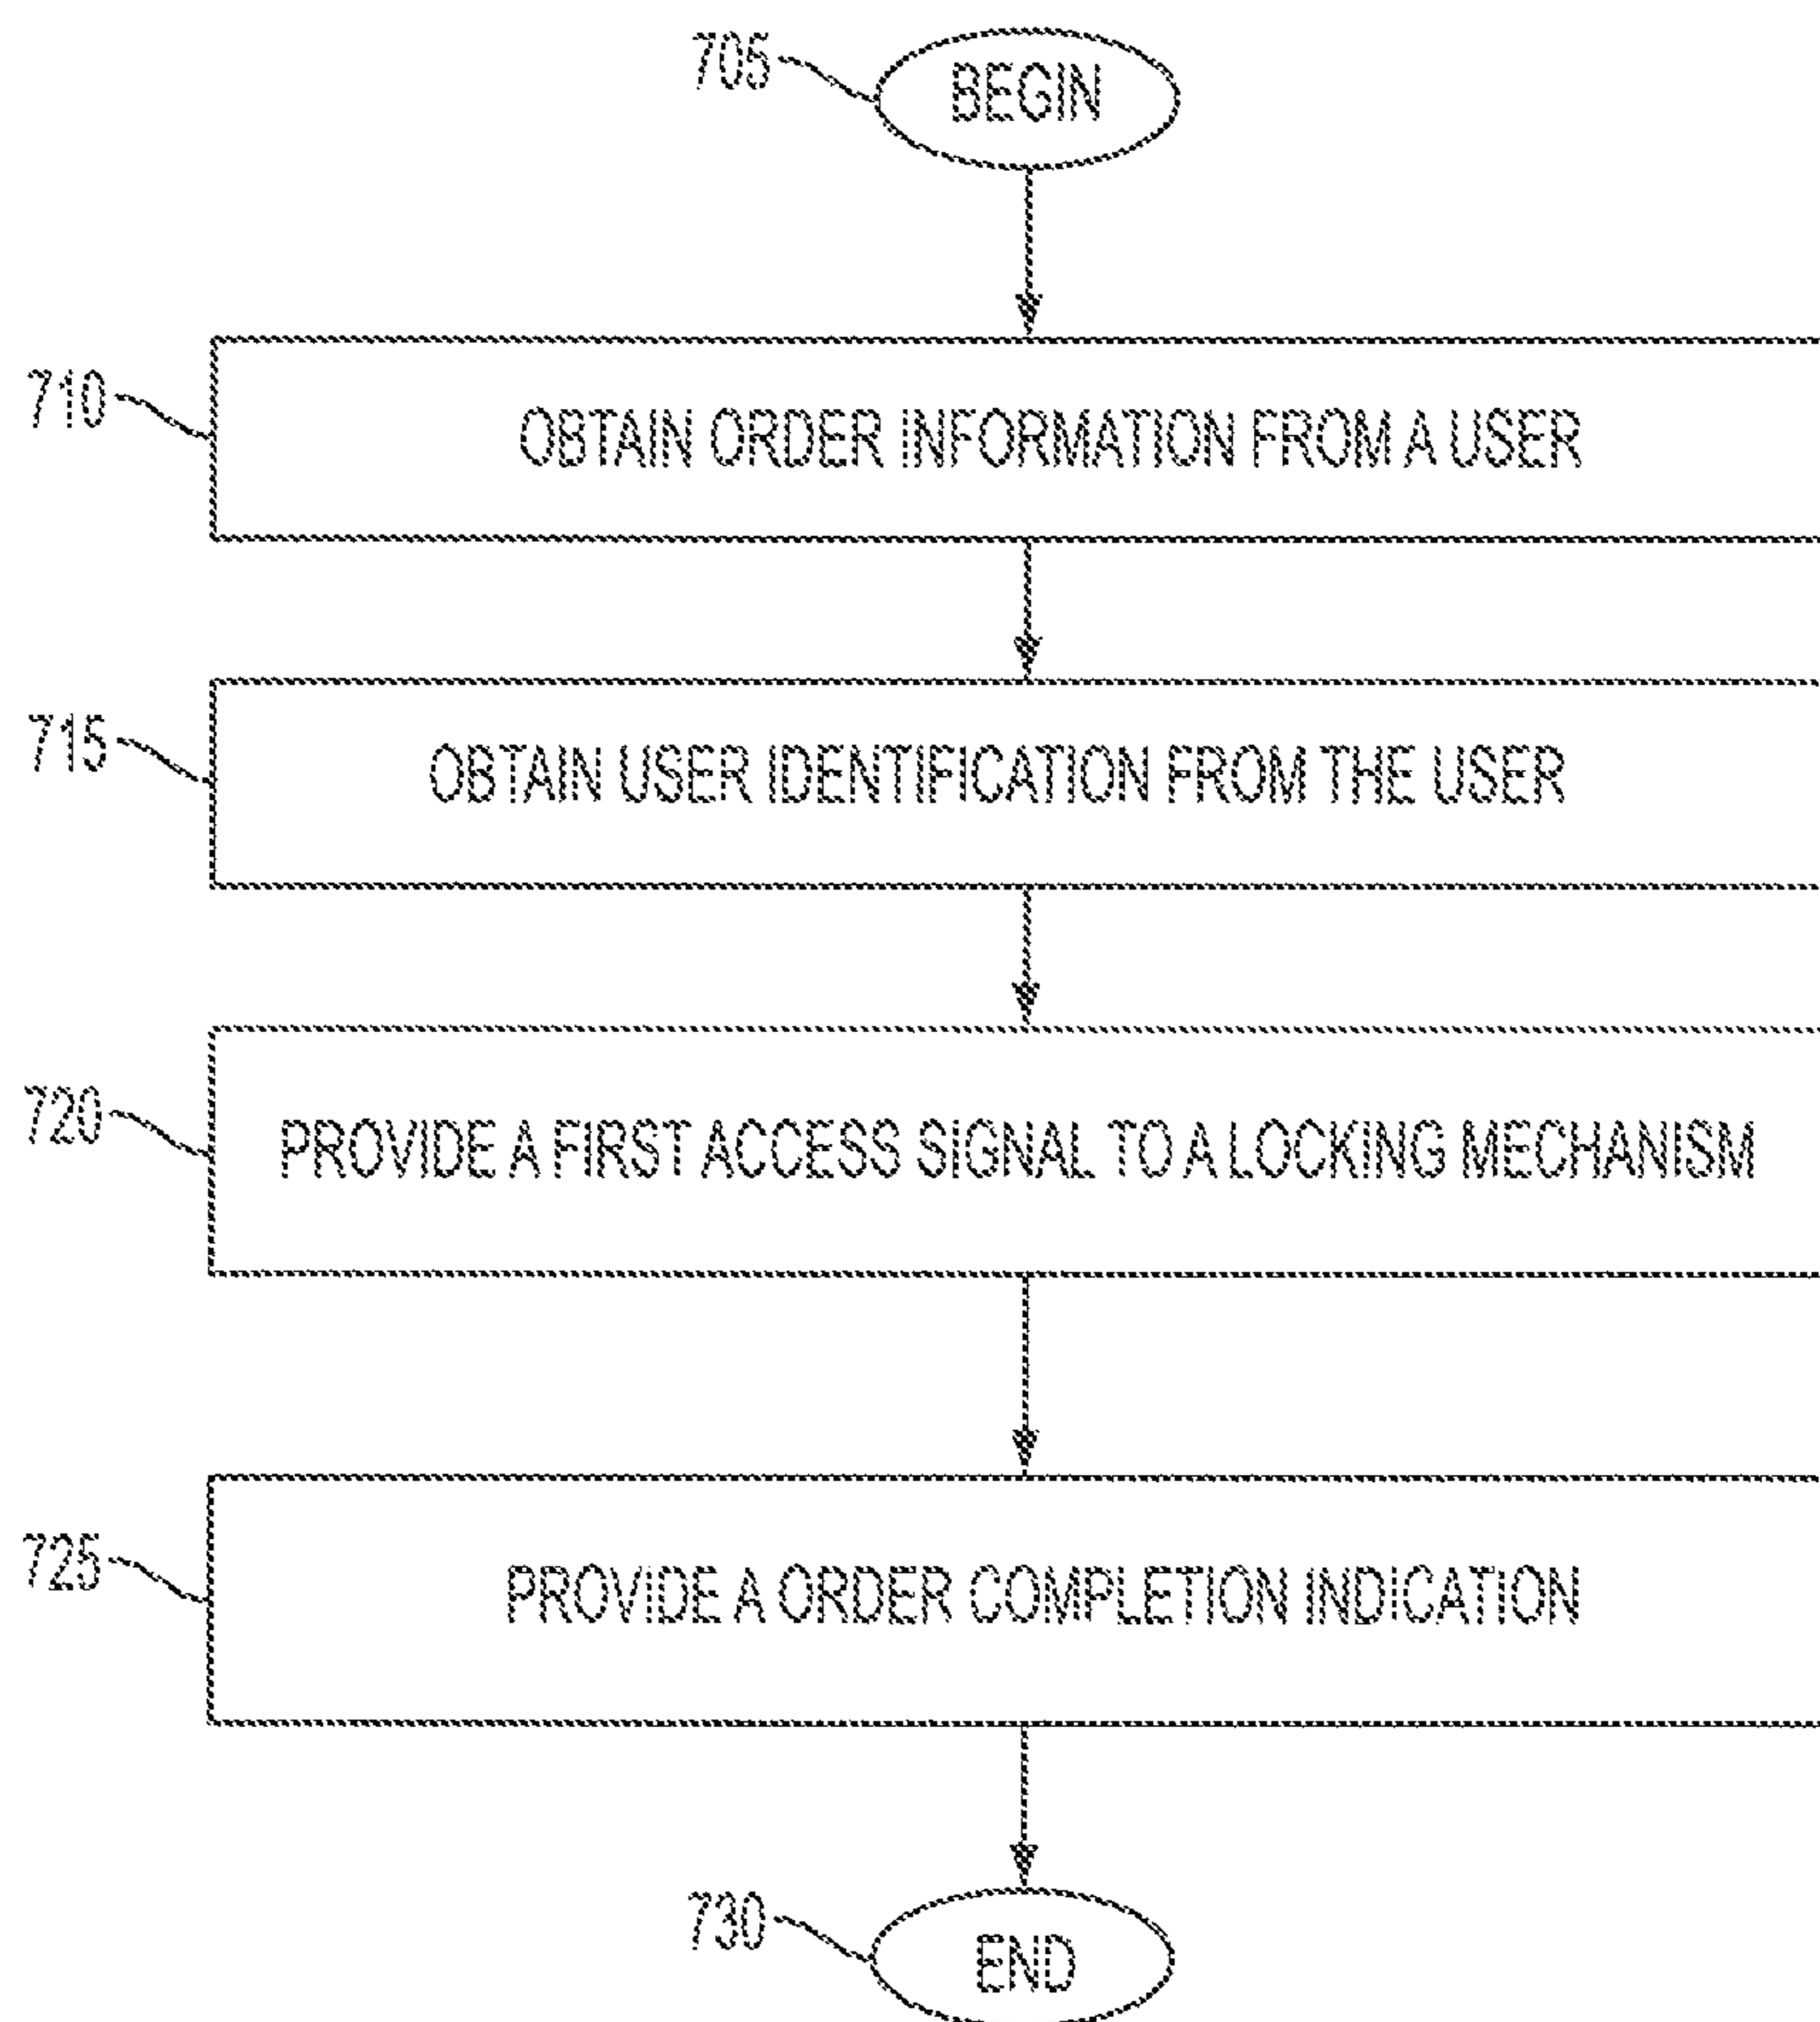 705
BEGIN
710
OBTAIN ORDER INFORMATION FROM A USER
715
OBTAIN USER IDENTIFICATION FROM THE USER
720
PROVIDE A FIRST ACCESS SIGNAL TO A LOCKING MECHANISM
725
PROVIDE A ORDER COMPLETION INDICATION
730
END